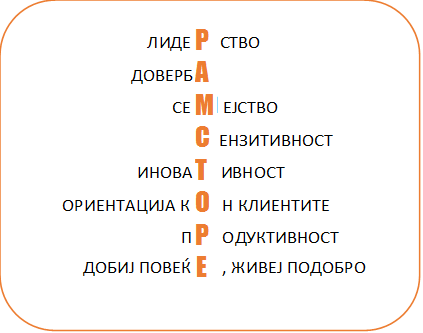 ЛИДЕРСТВО
ДОВЕРБА
СЕМЕЈСТВО
СЕНЗИТИВНОСТ
ИНОВАТИВНОСТ
ОРИЕНТАЦИЈА КОН КЛИЕНТИТЕ
ПРОДУКТИВНОСТ
ДОБИЈ ПОВЕЌЕ, ЖИВЕЈ ПОДОБРО